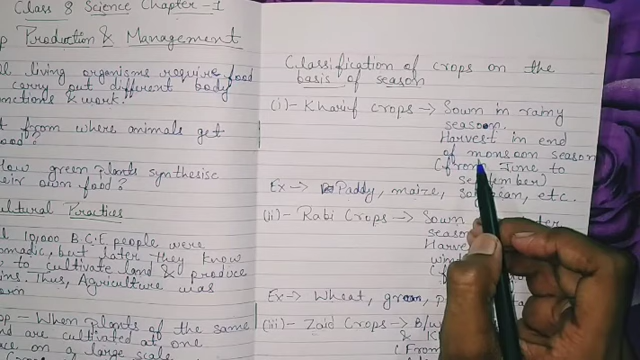 Class 8 Science Chapter-1
Production & Management
living organisms require food
carry out different body
functions & work?
from where animals get
food?
How green plants synthesise
their own food?
Cultural Practices
10,000 B.C.E people were
nomadic, but later they know
to cultivate land & produce
Thus, Agriculture was
When plants of the same
are cultivated at one
place on a large scale
Classification of crops on the
basis of season
(i)- Kharif crops → Sown in rainy
season
Harvest in end
of monsoon season
(from June to
september)
Ex → Paddy, maize, soybean, etc.
(ii)- Rabi Crops → Sown
Ex → Wheat, gram,
(iii)- Zaid Crops → B/w
& K
(From